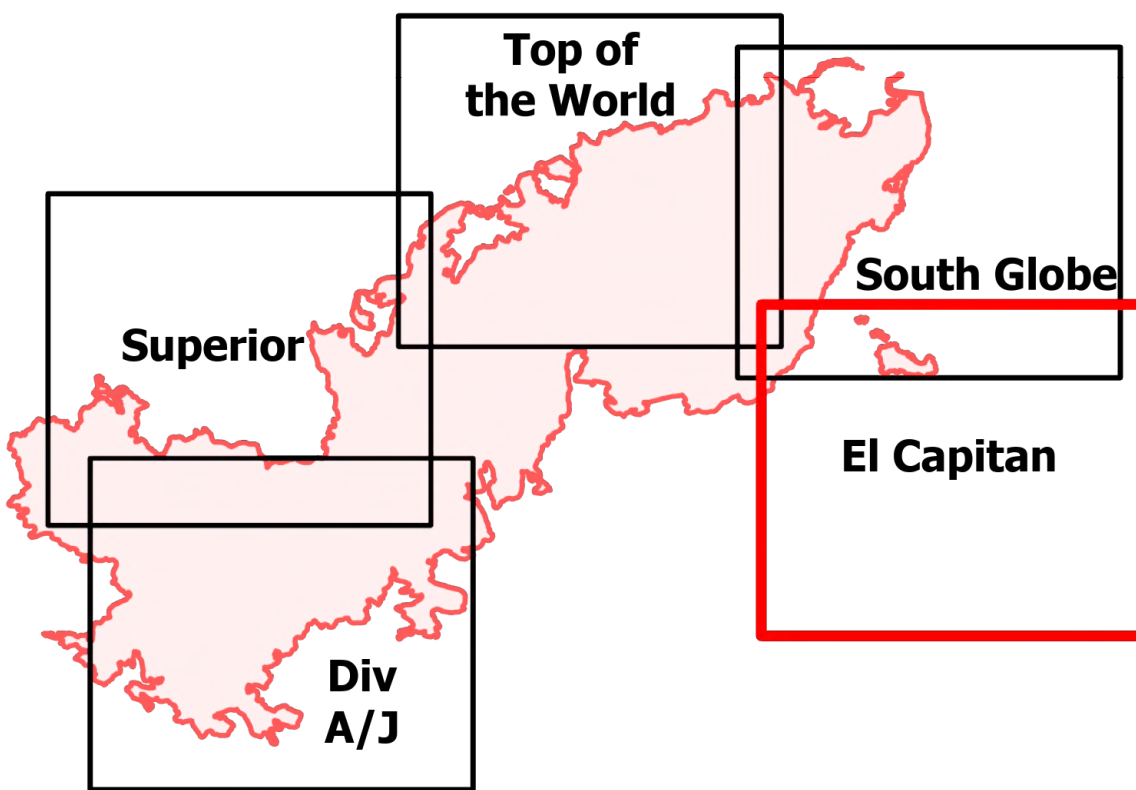 Top of
the World
South Globe
Superior
El Capitan
Div
A/J